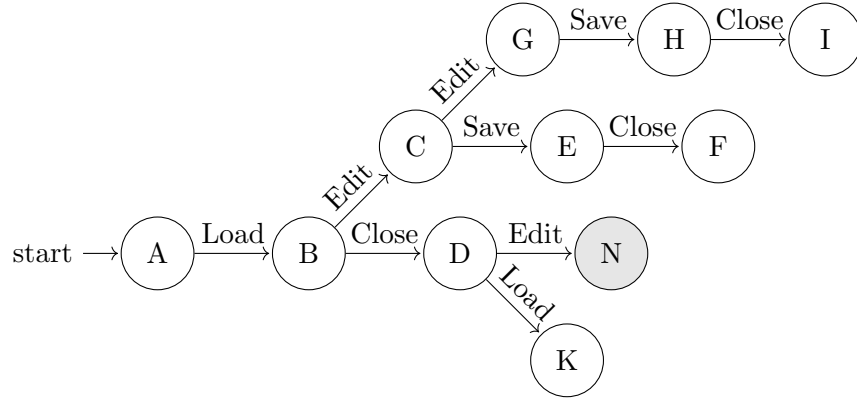 G Save H Close I
Edit
C Save E Close F
Edit
start A Load B Close D Edit N
Load
K